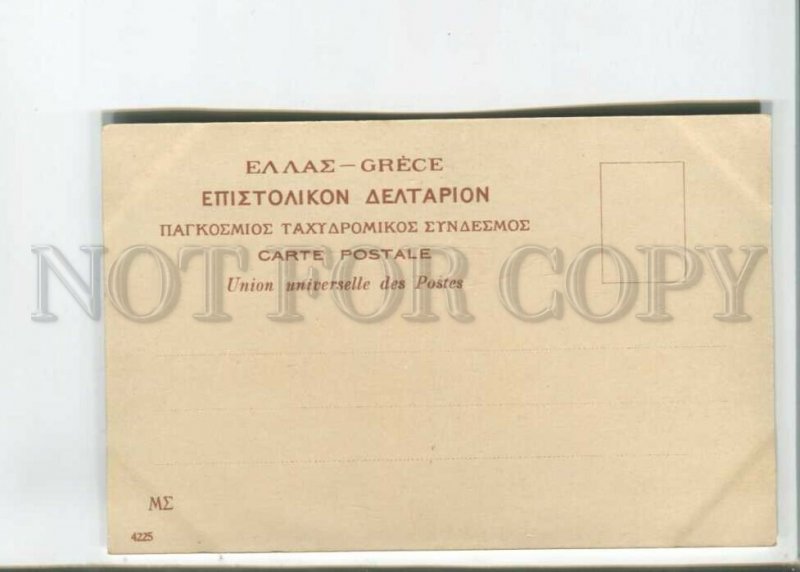 ΕΛΛΑΣ — GRÈCE
ΕΠΙΣΤΟΛΙΚΟΝ ΔΕΛΤΑΡΙΟΝ
ΠΑΓΚΟΣΜΙΟΣ ΤΑΧΥΔΡΟΜΙΚΟΣ ΣΥΝΔΕΣΜΟΣ
CARTE POSTALE
Union universelle des Postes
NOT FOR COPY
ΜΣ
4225